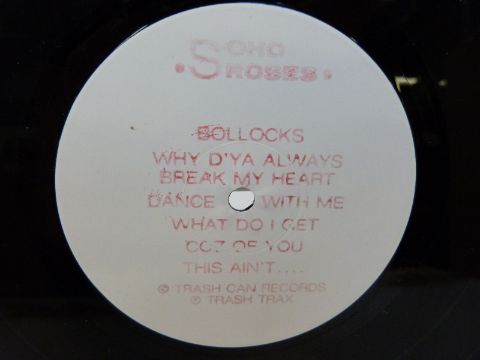 SOHO
• ROSES •
BOLLOCKS
WHY D'YA ALWAYS
BREAK MY HEART
DANCE WITH ME
WHAT DO I GET
'COZ OF YOU
THIS AIN'T....
© TRASH CAN RECORDS
℗ TRASH TRAX